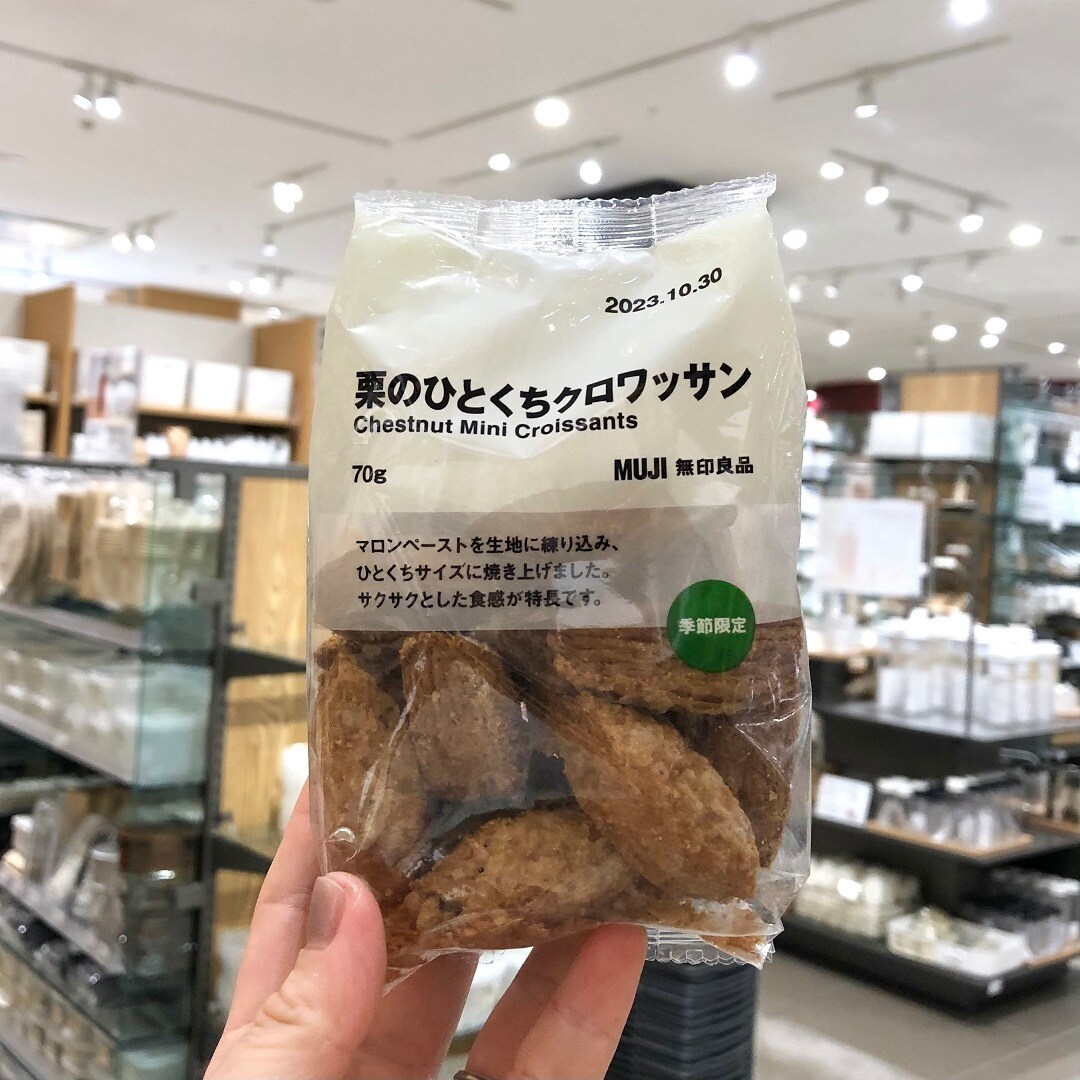 2023.10.30
栗のひとくちクロワッサン
Chestnut Mini Croissants
70g
MUJI 無印良品
マロンペーストを生地に練り込み、
ひとくちサイズに焼き上げました。
サクサクとした食感が特長です。
季節限定